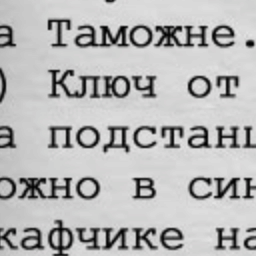 а Таможне.
) Ключ от
а подстанц
ожно в син
кафчике на